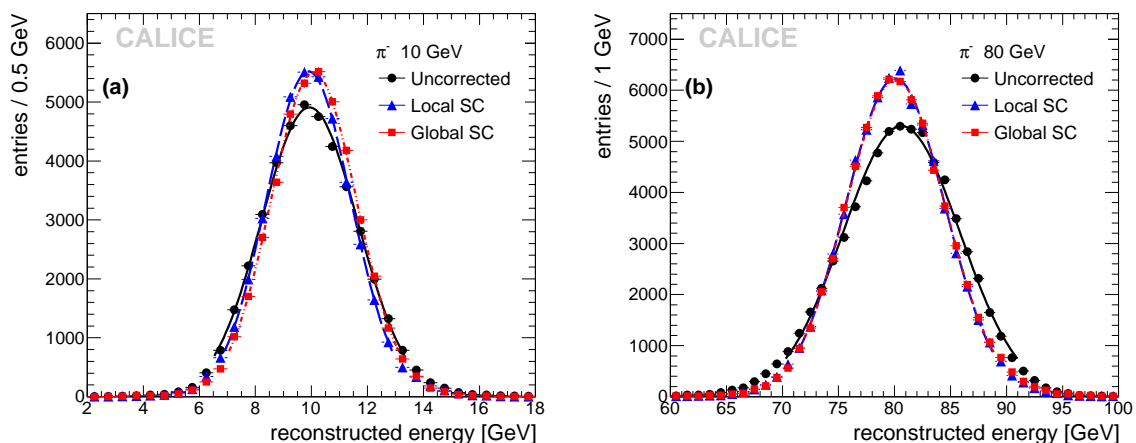 CALICE
(a)
π⁻ 10 GeV
Uncorrected
Local SC
Global SC
entries / 0.5 GeV
6000
5000
4000
3000
2000
1000
0
2 4 6 8 10 12 14 16 18
reconstructed energy [GeV]
CALICE
(b)
π⁻ 80 GeV
Uncorrected
Local SC
Global SC
entries / 1 GeV
7000
6000
5000
4000
3000
2000
1000
0
60 65 70 75 80 85 90 95 100
reconstructed energy [GeV]